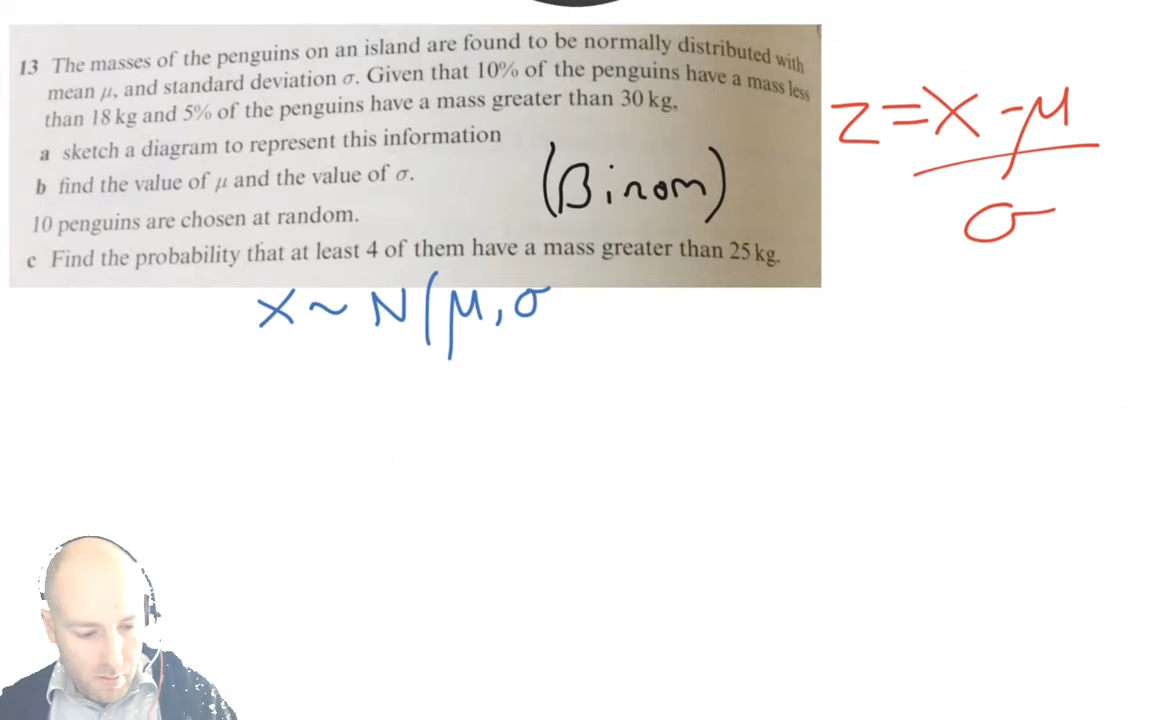 13 The masses of the penguins on an island are found to be normally distributed with
mean μ, and standard deviation σ. Given that 10% of the penguins have a mass less
than 18 kg and 5% of the penguins have a mass greater than 30 kg,
a sketch a diagram to represent this information
b find the value of μ and the value of σ.
10 penguins are chosen at random.
c Find the probability that at least 4 of them have a mass greater than 25 kg.
(Binom)
z = x - μ
σ
X ~ N(μ, σ